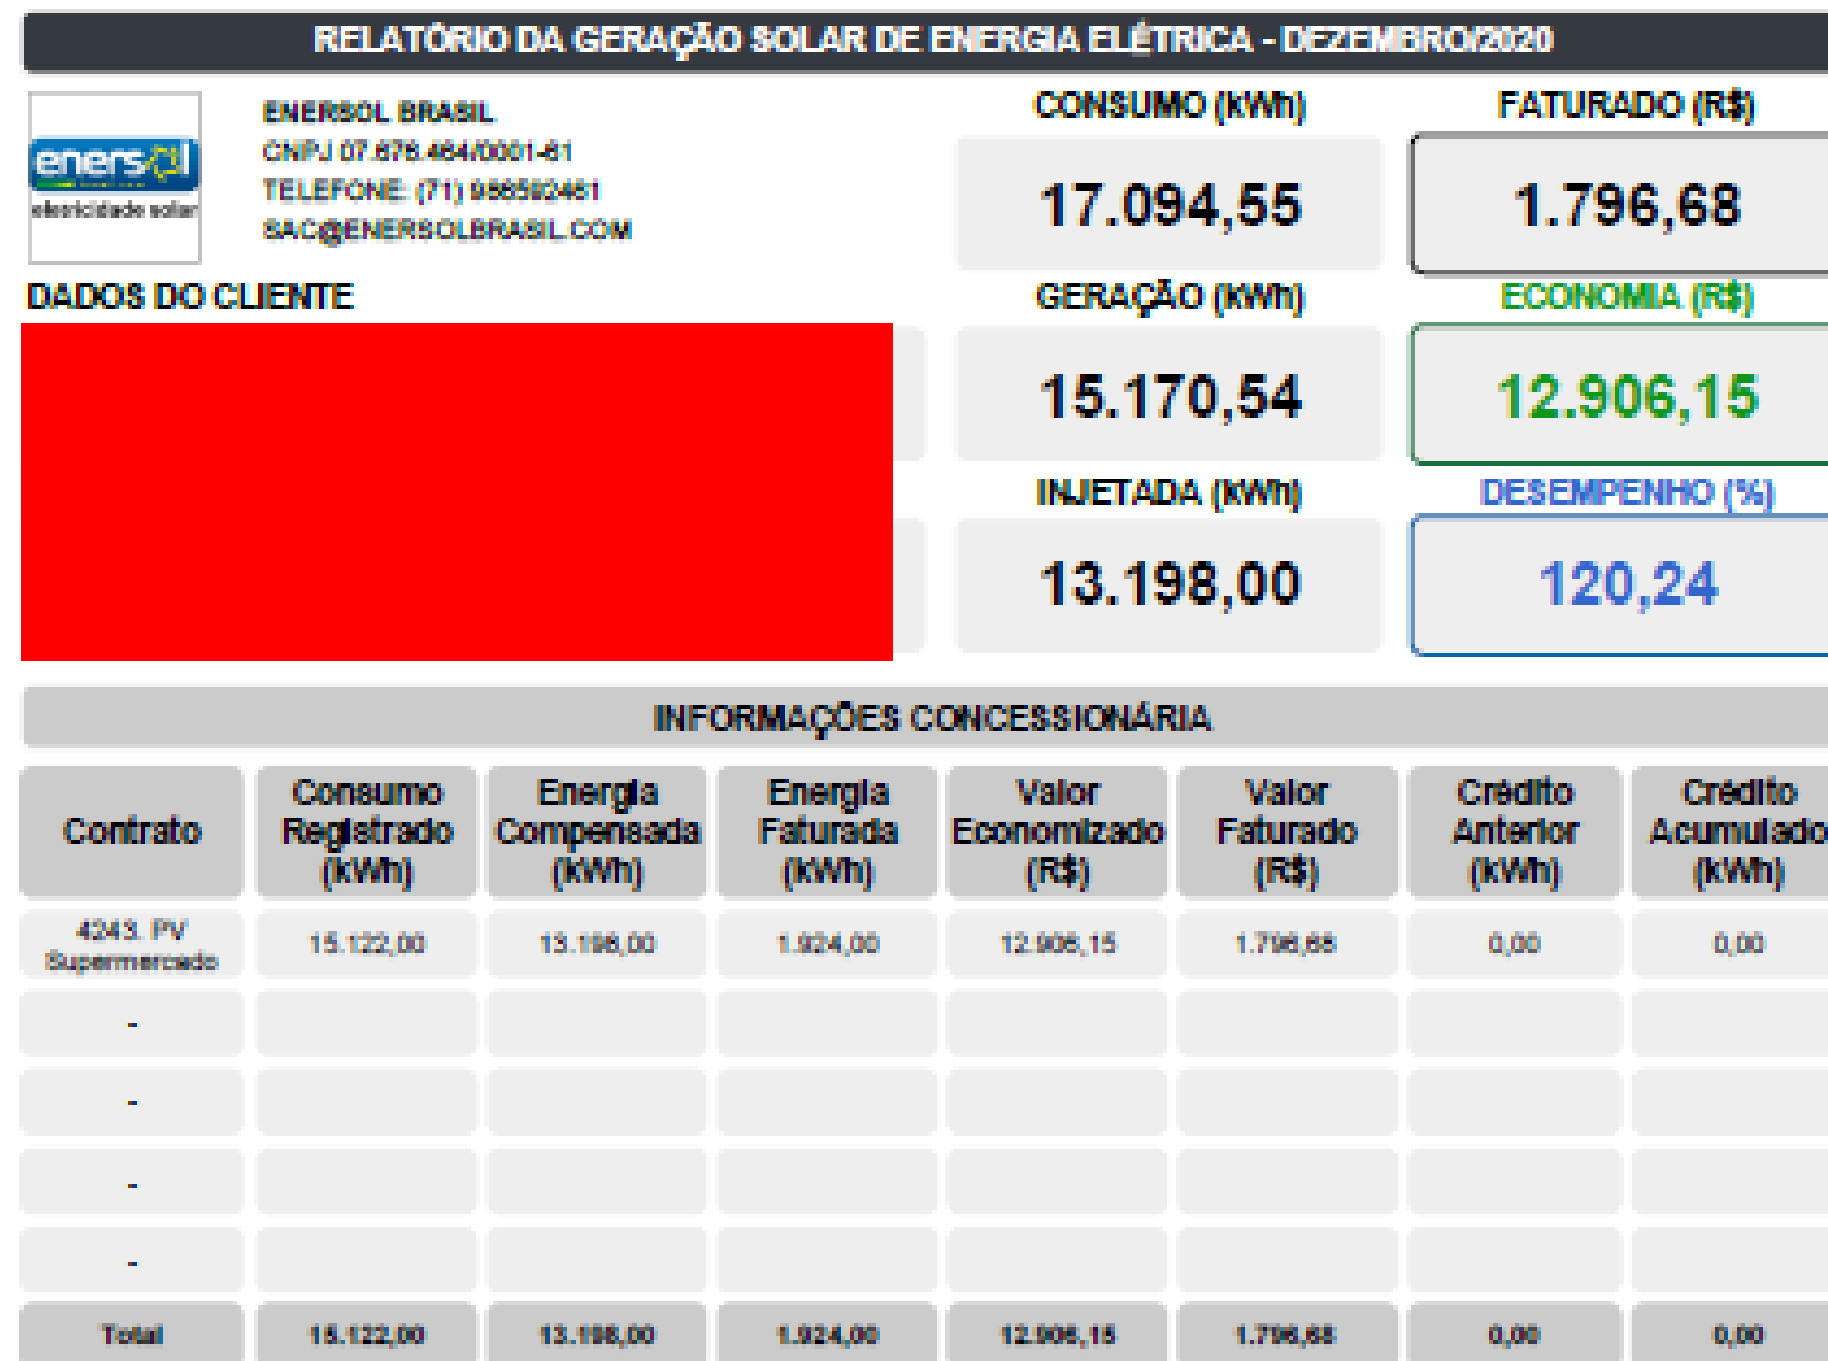 RELATÓRIO DA GERAÇÃO SOLAR DE ENERGIA ELÉTRICA - DEZEMBRO/2020
enersol
eletricidade solar
ENERSOL BRASIL
CNPJ 07.676.464/0001-61
TELEFONE: (71) 986592461
SAC@ENERSOLBRASIL.COM
CONSUMO (kWh)
17.094,55
FATURADO (R$)
1.796,68
DADOS DO CLIENTE
GERAÇÃO (kWh)
15.170,54
ECONOMIA (R$)
12.906,15
INJETADA (kWh)
13.198,00
DESEMPENHO (%)
120,24
INFORMAÇÕES CONCESSIONÁRIA
Contrato
Consumo
Registrado
(kWh)
Energia
Compensada
(kWh)
Energia
Faturada
(kWh)
Valor
Economizado
(R$)
Valor
Faturado
(R$)
Crédito
Anterior
(kWh)
Crédito
Acumulado
(kWh)
4243. PV
Supermercado
15.122,00
13.198,00
1.924,00
12.906,15
1.796,68
0,00
0,00
-
-
-
-
Total
15.122,00
13.198,00
1.924,00
12.906,15
1.796,68
0,00
0,00